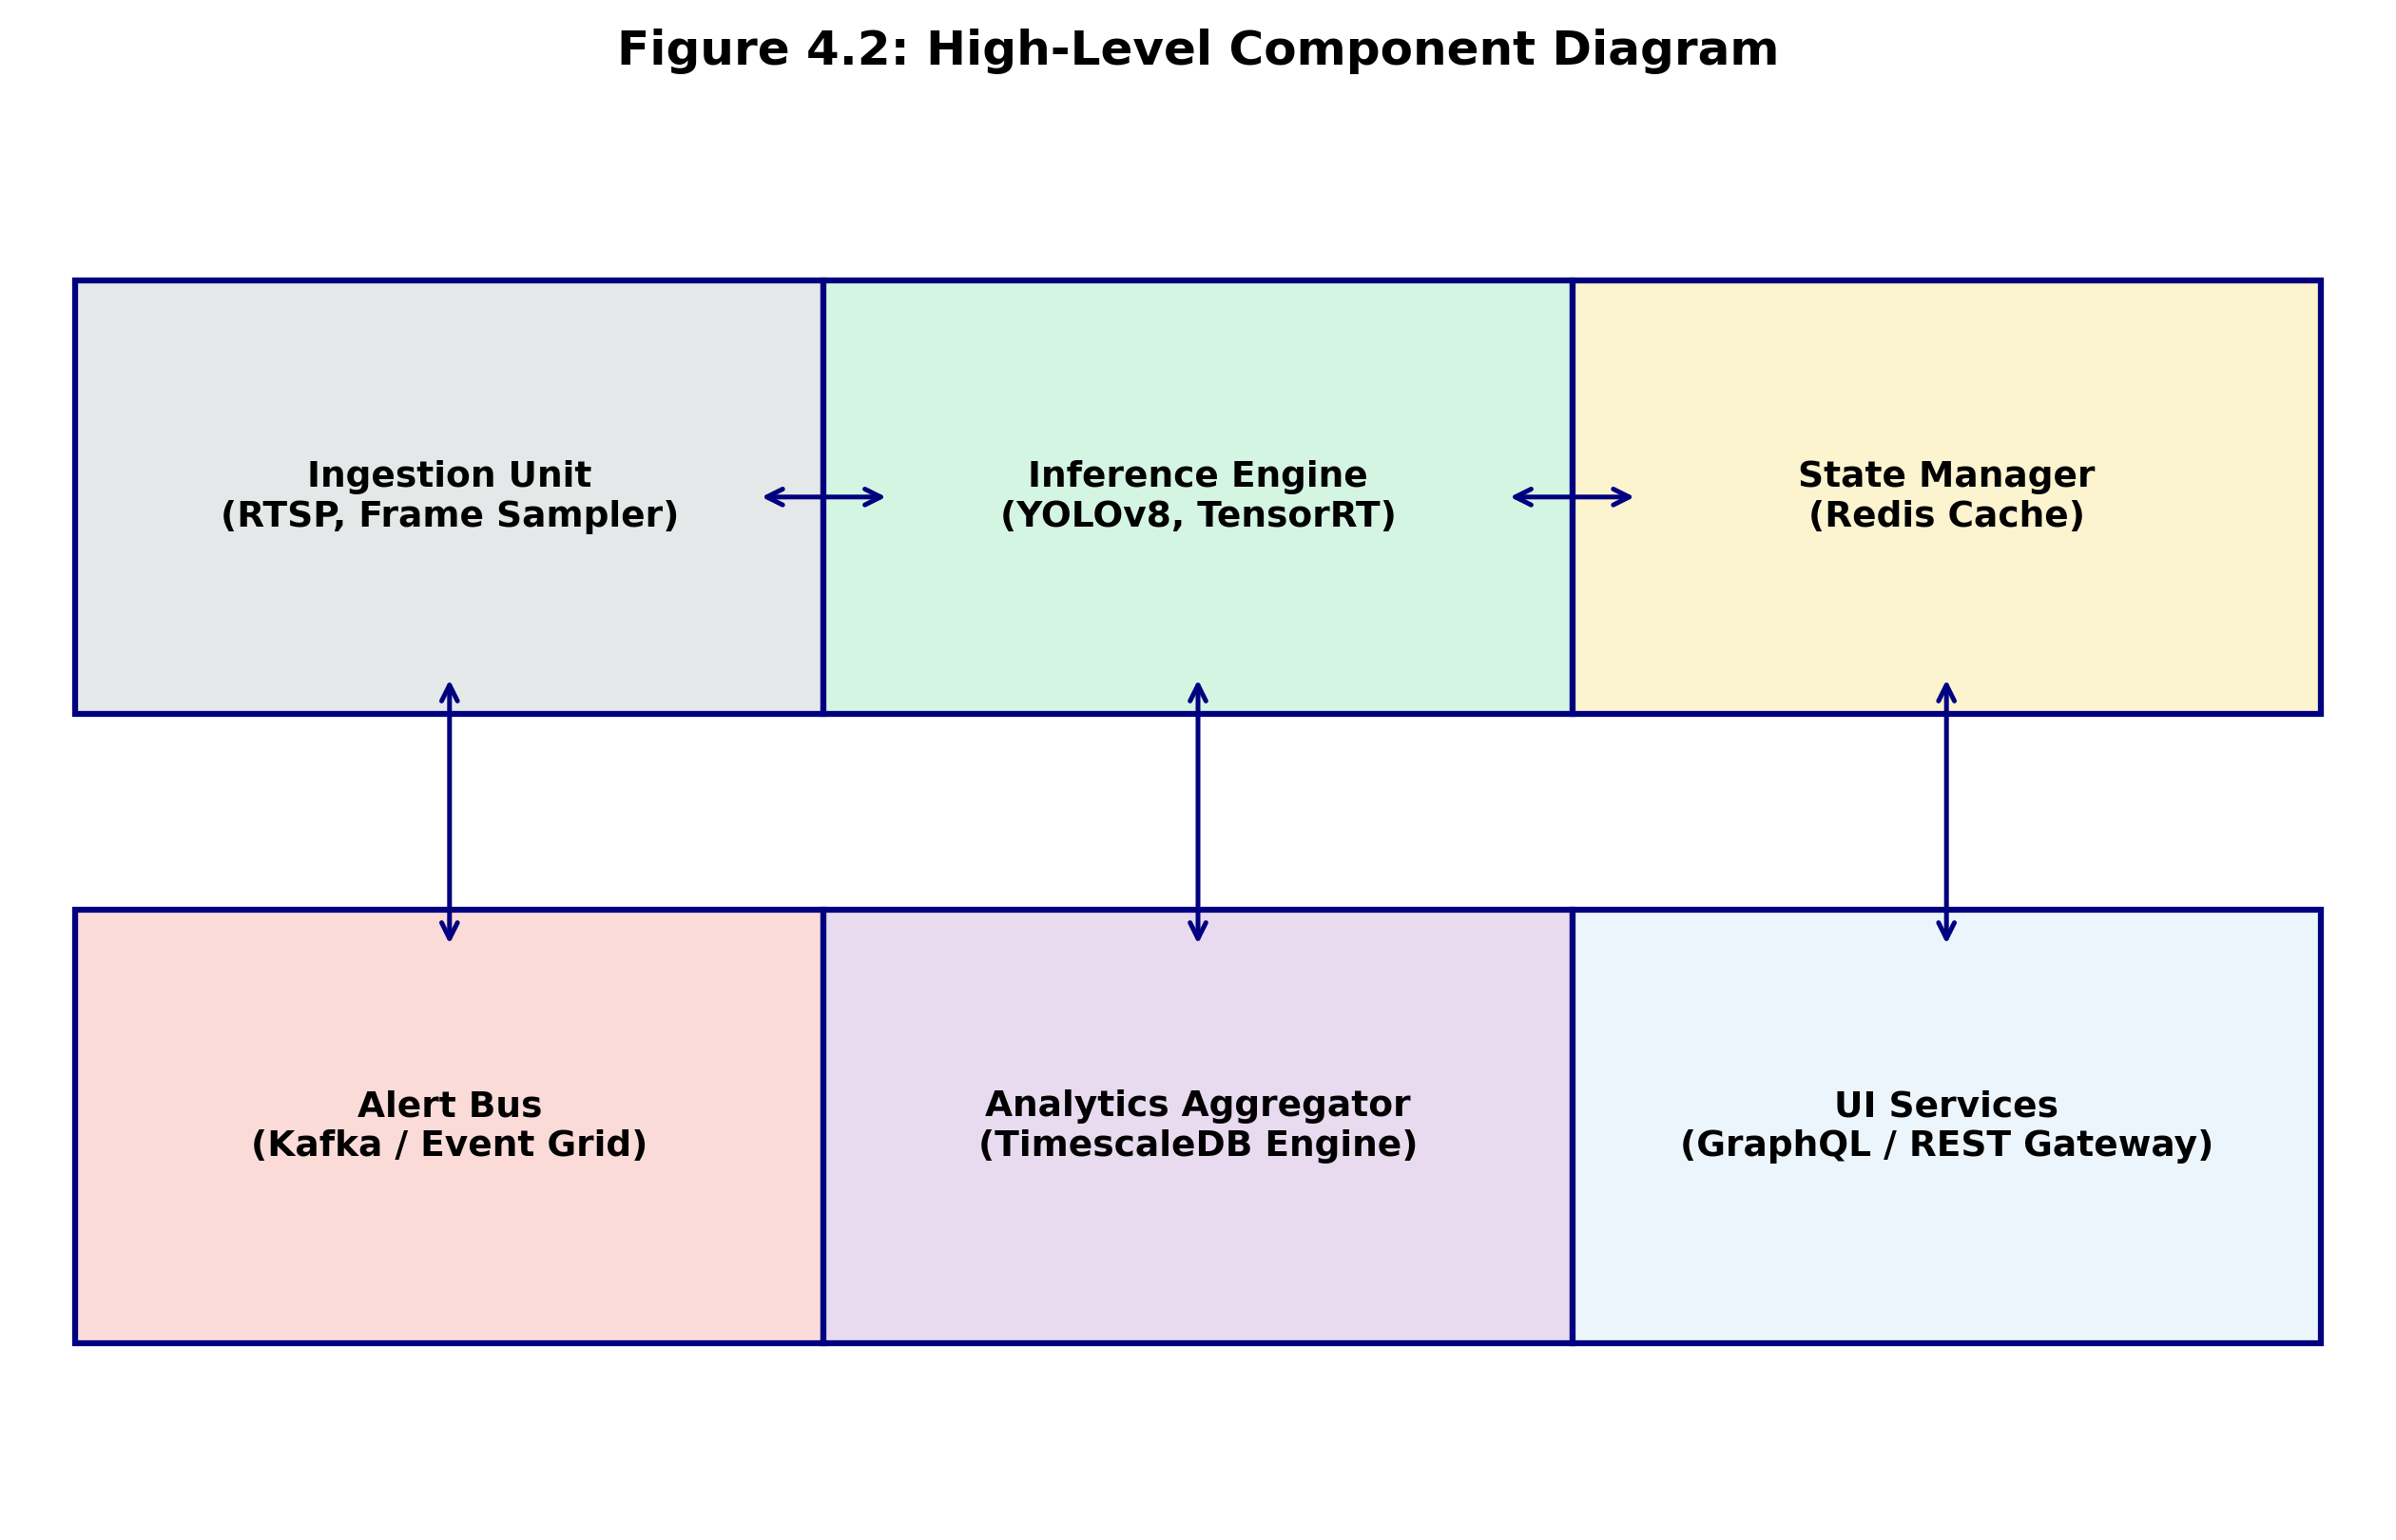 Figure 4.2: High-Level Component Diagram
Ingestion Unit
(RTSP, Frame Sampler)
Inference Engine
(YOLOv8, TensorRT)
State Manager
(Redis Cache)
Alert Bus
(Kafka / Event Grid)
Analytics Aggregator
(TimescaleDB Engine)
UI Services
(GraphQL / REST Gateway)